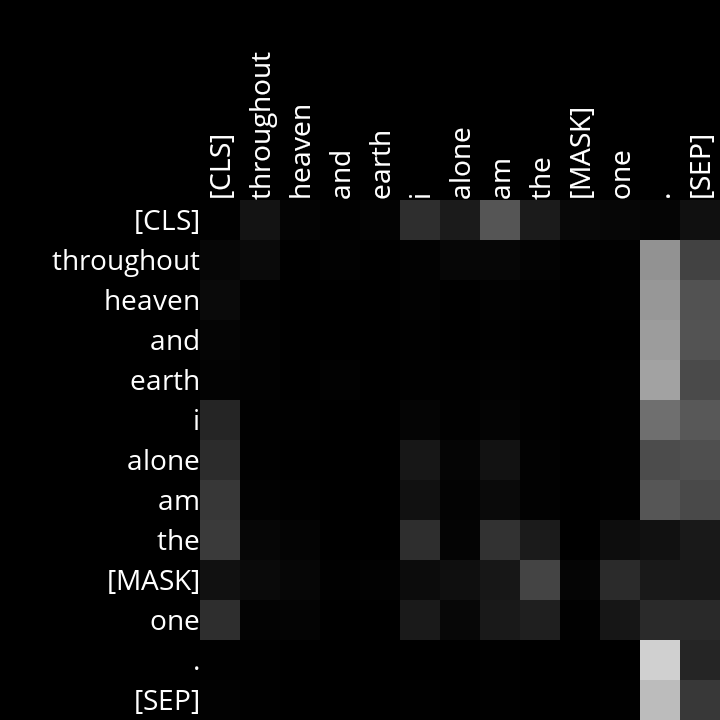 [CLS] throughout heaven and earth i alone am the [MASK] one . [SEP]
[CLS]
throughout
heaven
and
earth
i
alone
am
the
[MASK]
one
.
[SEP]